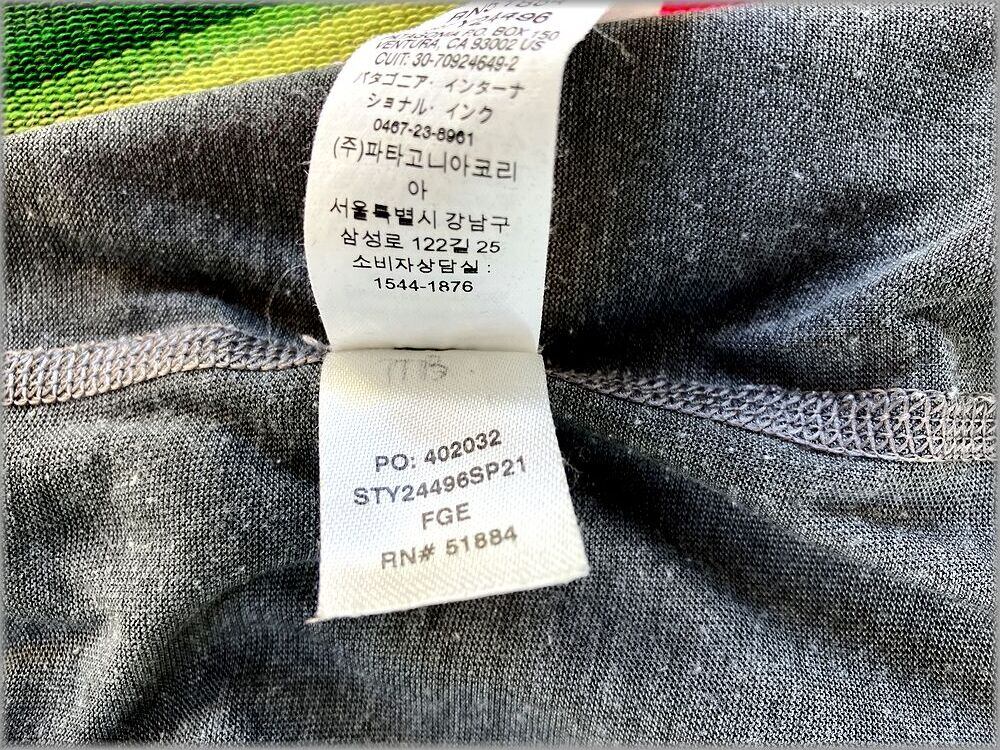 24496
PATAGONIA P.O. BOX 150
VENTURA, CA 93002 US
CUIT: 30-70924649-2
パタゴニア・インターナ
ショナル・インク
0467-23-8961
(주)파타고니아코리
아
서울특별시 강남구
삼성로 122길 25
소비자상담실 :
1544-1876
PO: 402032
STY24496SP21
FGE
RN# 51884